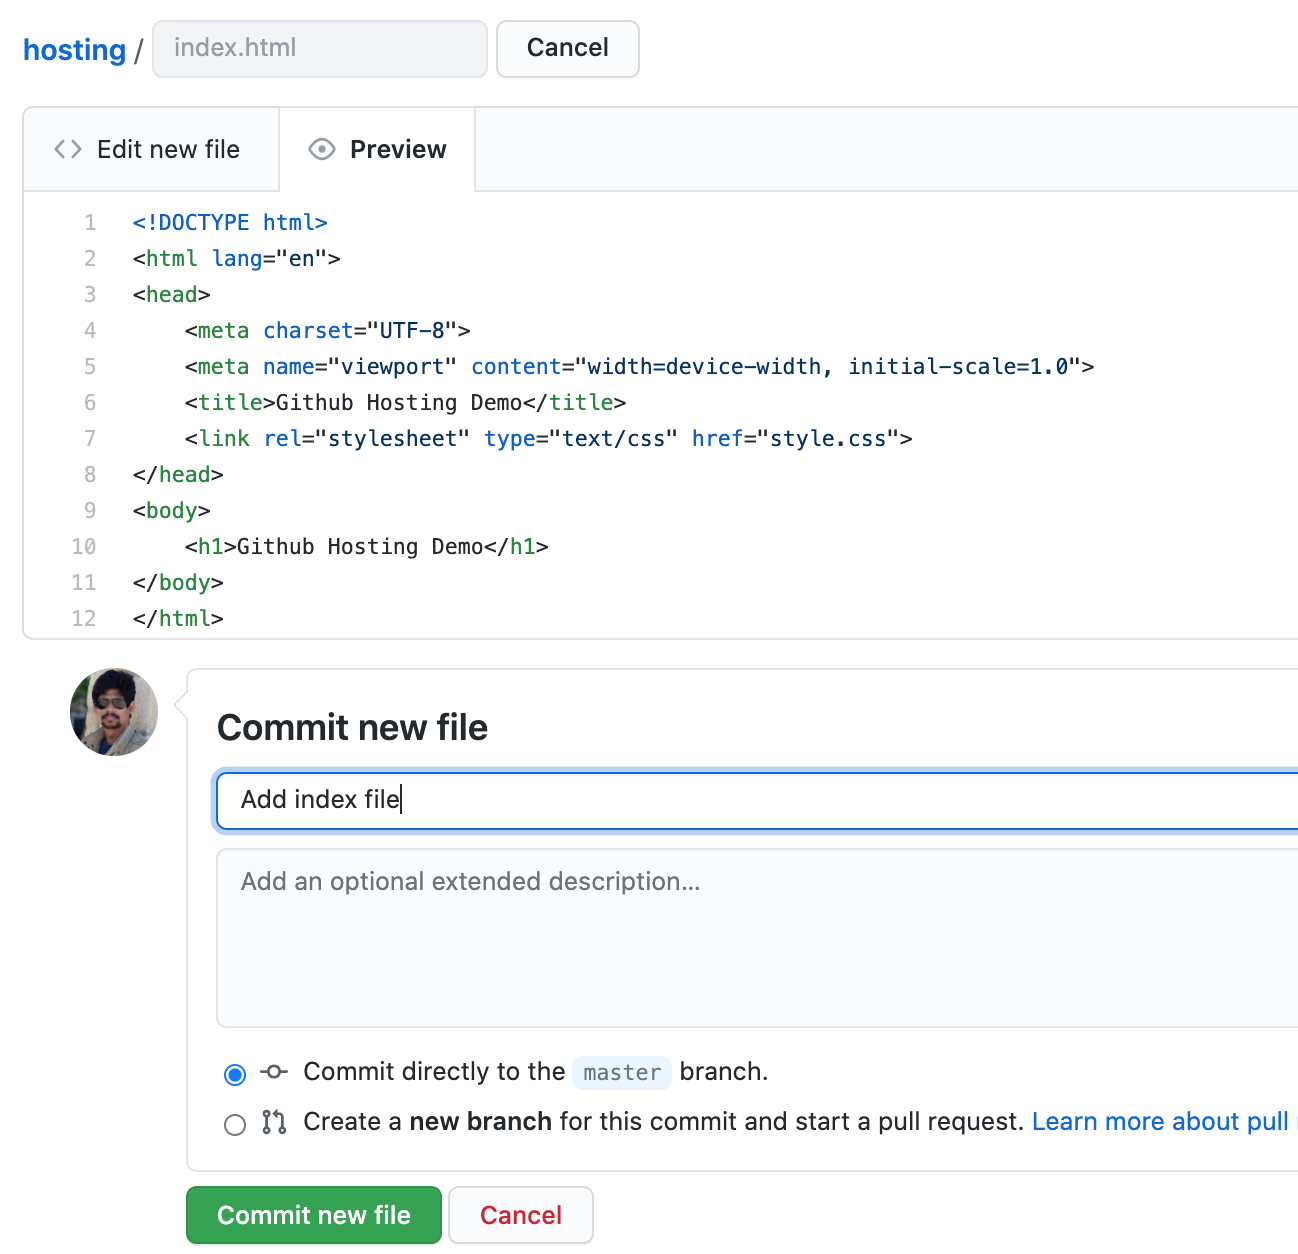 hosting / index.html Cancel
Edit new file Preview
1 <!DOCTYPE html>
2 <html lang="en">
3 <head>
4     <meta charset="UTF-8">
5     <meta name="viewport" content="width=device-width, initial-scale=1.0">
6     <title>Github Hosting Demo</title>
7     <link rel="stylesheet" type="text/css" href="style.css">
8 </head>
9 <body>
10     <h1>Github Hosting Demo</h1>
11 </body>
12 </html>
Commit new file
Add index file
Add an optional extended description...
Commit directly to the master branch.
Create a new branch for this commit and start a pull request. Learn more about pull
Commit new file Cancel